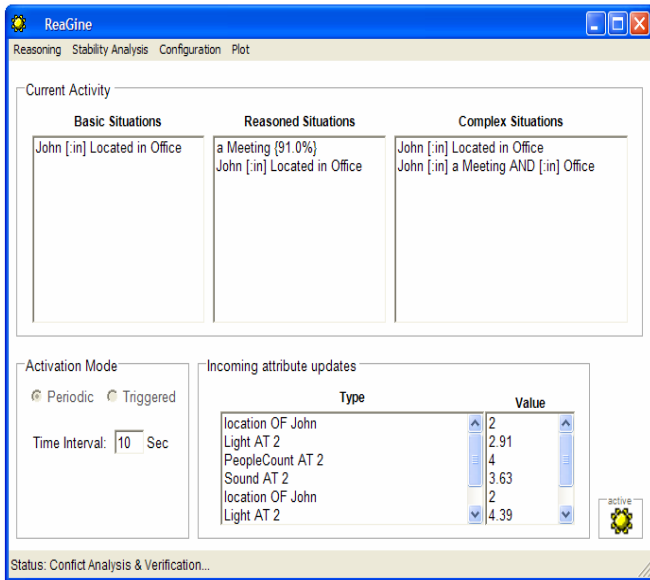 ReaGine
Reasoning Stability Analysis Configuration Plot
Current Activity
Basic Situations
John [:in] Located in Office
Reasoned Situations
a Meeting {91.0%}
John [:in] Located in Office
Complex Situations
John [:in] Located in Office
John [:in] a Meeting AND [:in] Office
Activation Mode
Periodic Triggered
Time Interval: 10 Sec
Incoming attribute updates
Type Value
location OF John 2
Light AT 2 2.91
PeopleCount AT 2 4
Sound AT 2 3.63
location OF John 2
Light AT 2 4.39
active
Status: Confict Analysis & Verification...